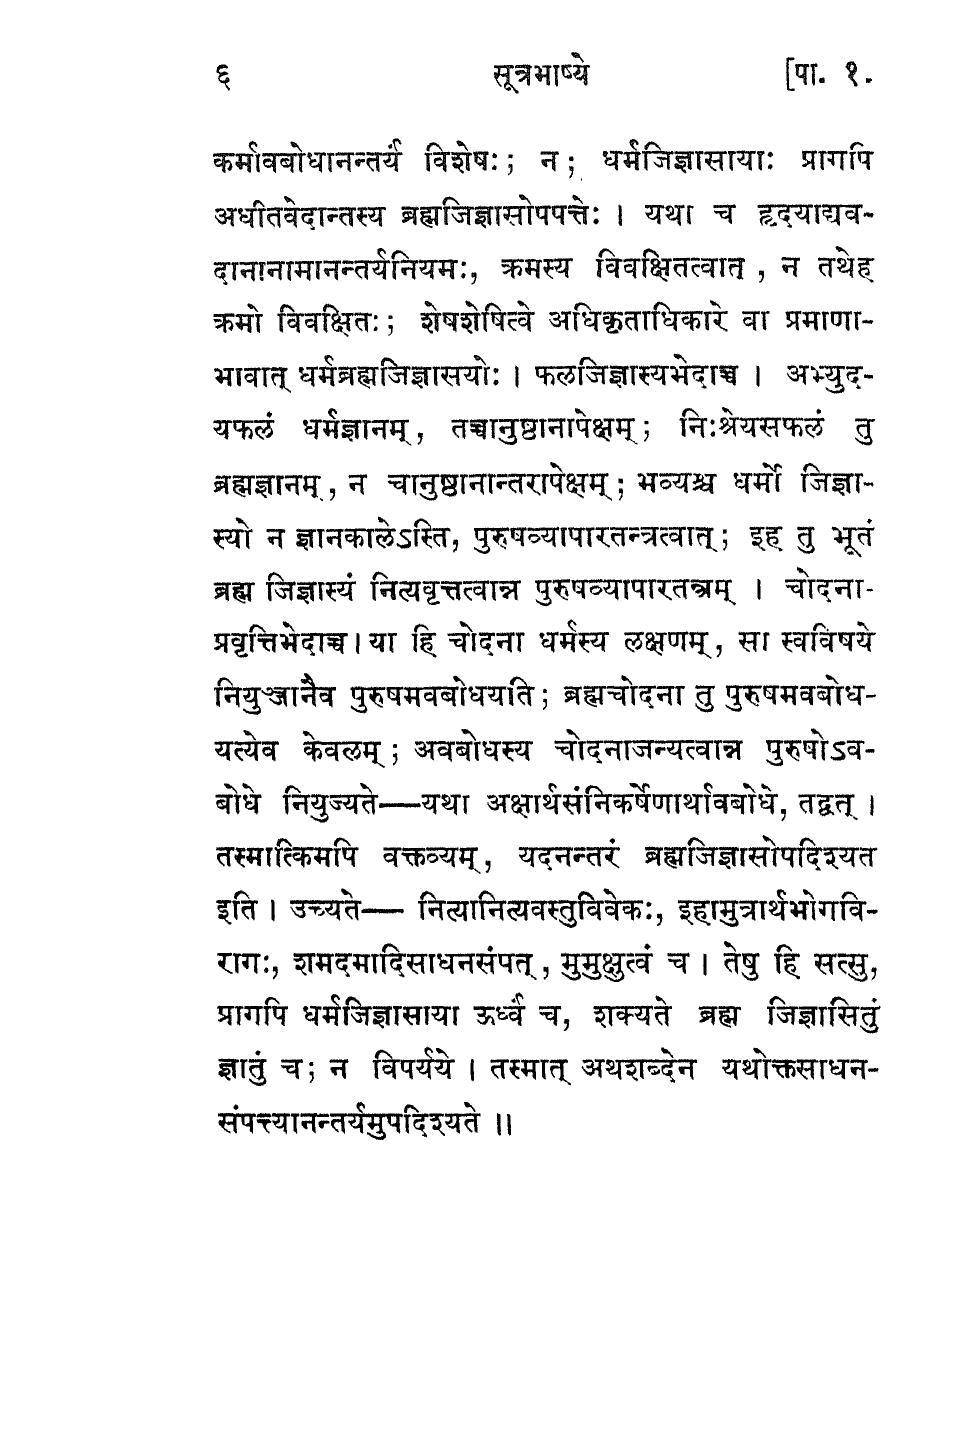 ६ सूत्रभाष्ये [पा. १.
कर्मावबोधानन्तर्यं विशेषः; न; धर्मजिज्ञासायाः प्रागपि
अधीतवेदान्तस्य ब्रह्मजिज्ञासोपपत्तेः । यथा च हृदयाद्यव-
दानानामानन्तर्यनियमः, क्रमस्य विवक्षितत्वात् , न तथेह
क्रमो विवक्षितः; शेषशेषित्वे अधिकृताधिकारे वा प्रमाणा-
भावात् धर्मब्रह्मजिज्ञासयोः । फलजिज्ञास्यभेदाच्च । अभ्युद-
यफलं धर्मज्ञानम् , तच्चानुष्ठानापेक्षम् ; निःश्रेयसफलं तु
ब्रह्मज्ञानम् , न चानुष्ठानान्तरापेक्षम् ; भव्यश्च धर्मो जिज्ञा-
स्यो न ज्ञानकालेऽस्ति, पुरुषव्यापारतन्त्रत्वात् ; इह तु भूतं
ब्रह्म जिज्ञास्यं नित्यवृत्तत्वान्न पुरुषव्यापारतन्त्रम् । चोदना-
प्रवृत्तिभेदाच्च । या हि चोदना धर्मस्य लक्षणम् , सा स्वविषये
नियुञ्जानैव पुरुषमवबोधयति ; ब्रह्मचोदना तु पुरुषमवबोध-
यत्येव केवलम् ; अवबोधस्य चोदनाजन्यत्वान्न पुरुषोऽव-
बोधे नियुज्यते—यथा अक्षार्थसंनिकर्षेणार्थावबोधे, तद्वत् ।
तस्मात्किमपि वक्तव्यम् , यदनन्तरं ब्रह्मजिज्ञासोपदिश्यत
इति । उच्यते— नित्यानित्यवस्तुविवेकः, इहामुत्रार्थभोगवि-
रागः, शमदमादिसाधनसंपत् , मुमुक्षुत्वं च । तेषु हि सत्सु,
प्रागपि धर्मजिज्ञासाया ऊर्ध्वं च, शक्यते ब्रह्म जिज्ञासितुं
ज्ञातुं च ; न विपर्यये । तस्मात् अथशब्देन यथोक्तसाधन-
संपत्त्यानन्तर्यमुपदिश्यते ॥